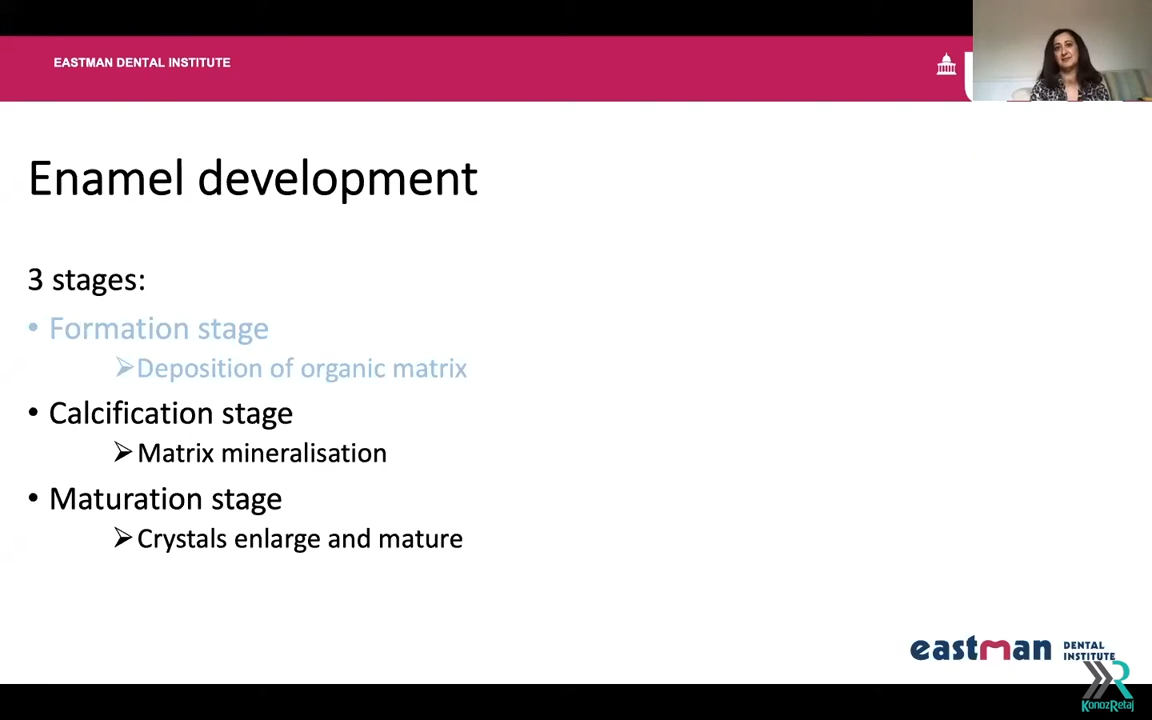 EASTMAN DENTAL INSTITUTE
Enamel development
3 stages:
• Formation stage
➢Deposition of organic matrix
• Calcification stage
➢Matrix mineralisation
• Maturation stage
➢Crystals enlarge and mature
eastman DENTAL
INSTITUTE
KonozRetaj